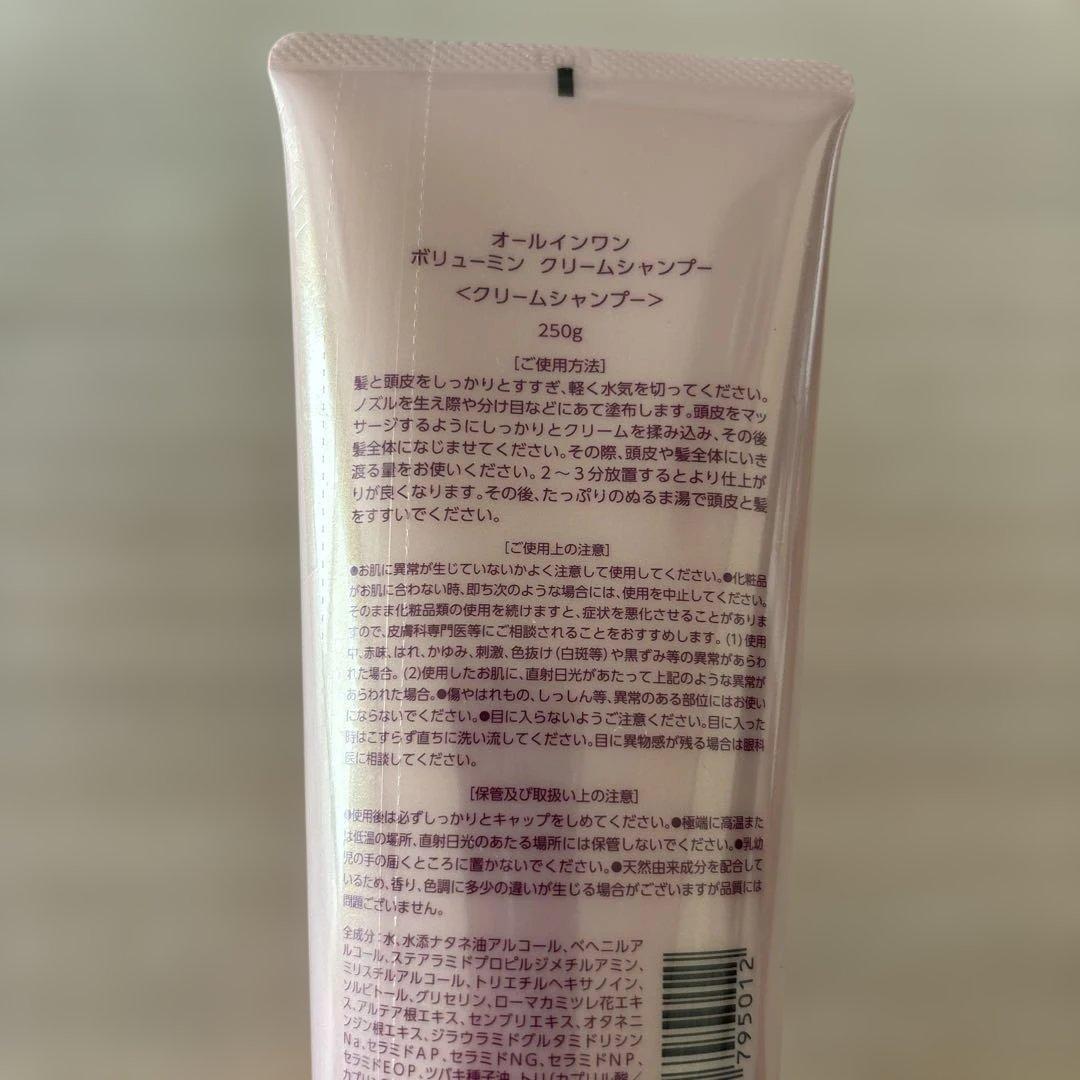 オールインワン
ボリューミン クリームシャンプー
＜クリームシャンプー＞
250g
[ご使用方法]
髪と頭皮をしっかりとすすぎ、軽く水気を切ってください。
ノズルを生え際や分け目などにあて塗布します。頭皮をマッ
サージするようにしっかりとクリームを揉み込み、その後
髪全体になじませてください。その際、頭皮や髪全体にいき
渡る量をお使いください。2～3分放置するとより仕上が
りが良くなります。その後、たっぷりのぬるま湯で頭皮と髪
をすすいでください。
[ご使用上の注意]
●お肌に異常が生じていないかよく注意して使用してください。●化粧品
がお肌に合わない時、即ち次のような場合には、使用を中止してください。
そのまま化粧品類の使用を続けますと、症状を悪化させることがありま
すので、皮膚科専門医等にご相談されることをおすすめします。(1)使用
中、赤味、はれ、かゆみ、刺激、色抜け(白斑等)や黒ずみ等の異常があらわ
れた場合。(2)使用したお肌に、直射日光があたって上記のような異常が
あらわれた場合。●傷やはれもの、しっしん等、異常のある部位にはお使い
にならないでください。●目に入らないようご注意ください。目に入った
時はこすらず直ちに洗い流してください。目に異物感が残る場合は眼科
医に相談してください。
[保管及び取扱い上の注意]
●使用後は必ずしっかりとキャップをしめてください。●極端に高温また
は低温の場所、直射日光のあたる場所には保管しないでください。●乳幼
児の手の届くところに置かないでください。●天然由来成分を配合して
いるため、香り、色調に多少の違いが生じる場合がございますが品質には
問題ございません。
全成分：水、水添ナタネ油アルコール、ベヘニルア
ルコール、ステアラミドプロピルジメチルアミン、
ミリスチルアルコール、トリエチルヘキサノイン、
ソルビトール、グリセリン、ローマカミツレ花エキ
ス、アルテア根エキス、センブリエキス、オタネニ
ンジン根エキス、ジラウラミドグルタミドリシン
Na、セラミドAP、セラミドNG、セラミドNP、
セラミドEOP、ツバキ種子油、トリ(カプリル酸／
795012